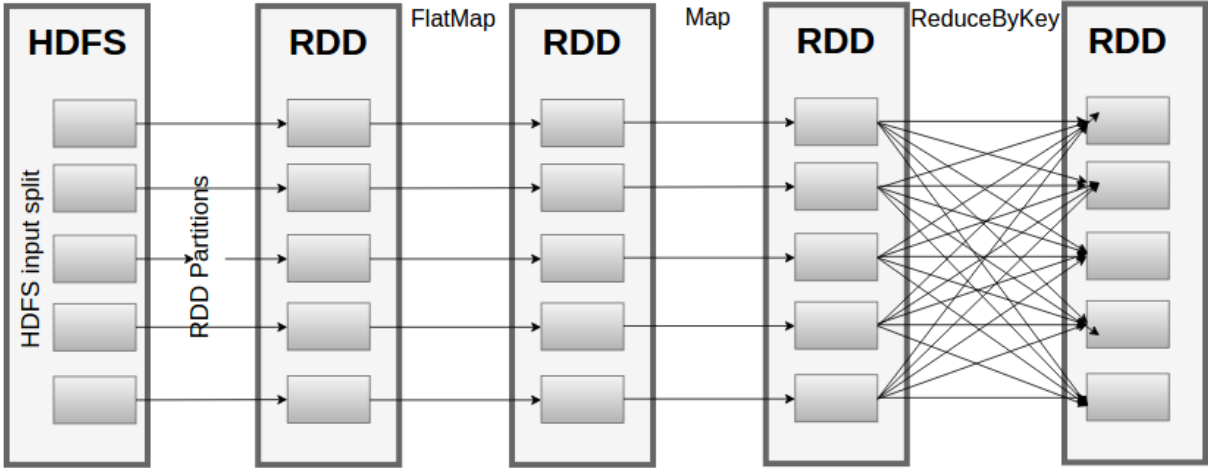 FlatMap
Map
ReduceByKey
HDFS
RDD
RDD
RDD
RDD
HDFS input split
RDD Partitions